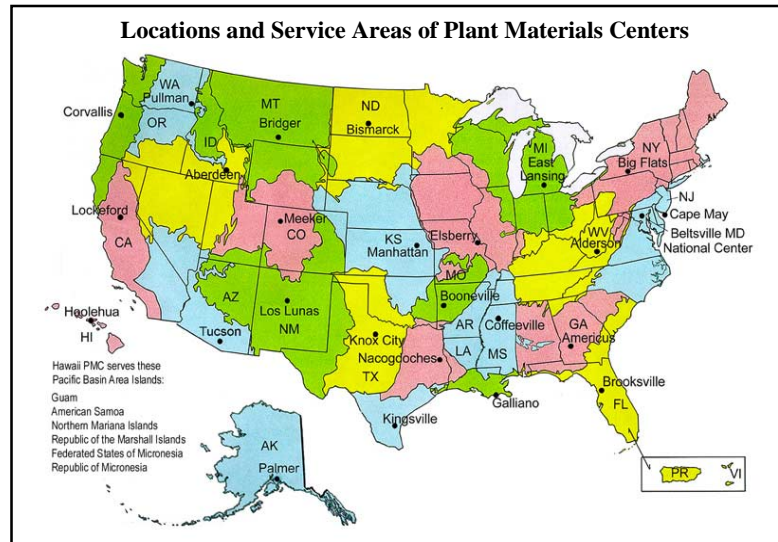 Locations and Service Areas of Plant Materials Centers
WA
Pullman
Corvallis
OR
MT
Bridger
ID
Aberdeen
ND
Bismarck
MI
East
Lansing
NY
Big Flats
NJ
Cape May
Beltsville MD
National Center
Lockeford
CA
Meeker
CO
KS
Manhattan
Elsberry
WV
Alderson
MO
Booneville
AZ
Los Lunas
NM
Tucson
Hoolehua
HI
Knox City
TX
Nacogdoches
AR
LA
Coffeeville
MS
GA
Americus
Brooksville
FL
Galliano
Kingsville
Hawaii PMC serves these
Pacific Basin Area Islands:
Guam
American Samoa
Northern Mariana Islands
Republic of the Marshall Islands
Federated States of Micronesia
Republic of Micronesia
AK
Palmer
PR
VI